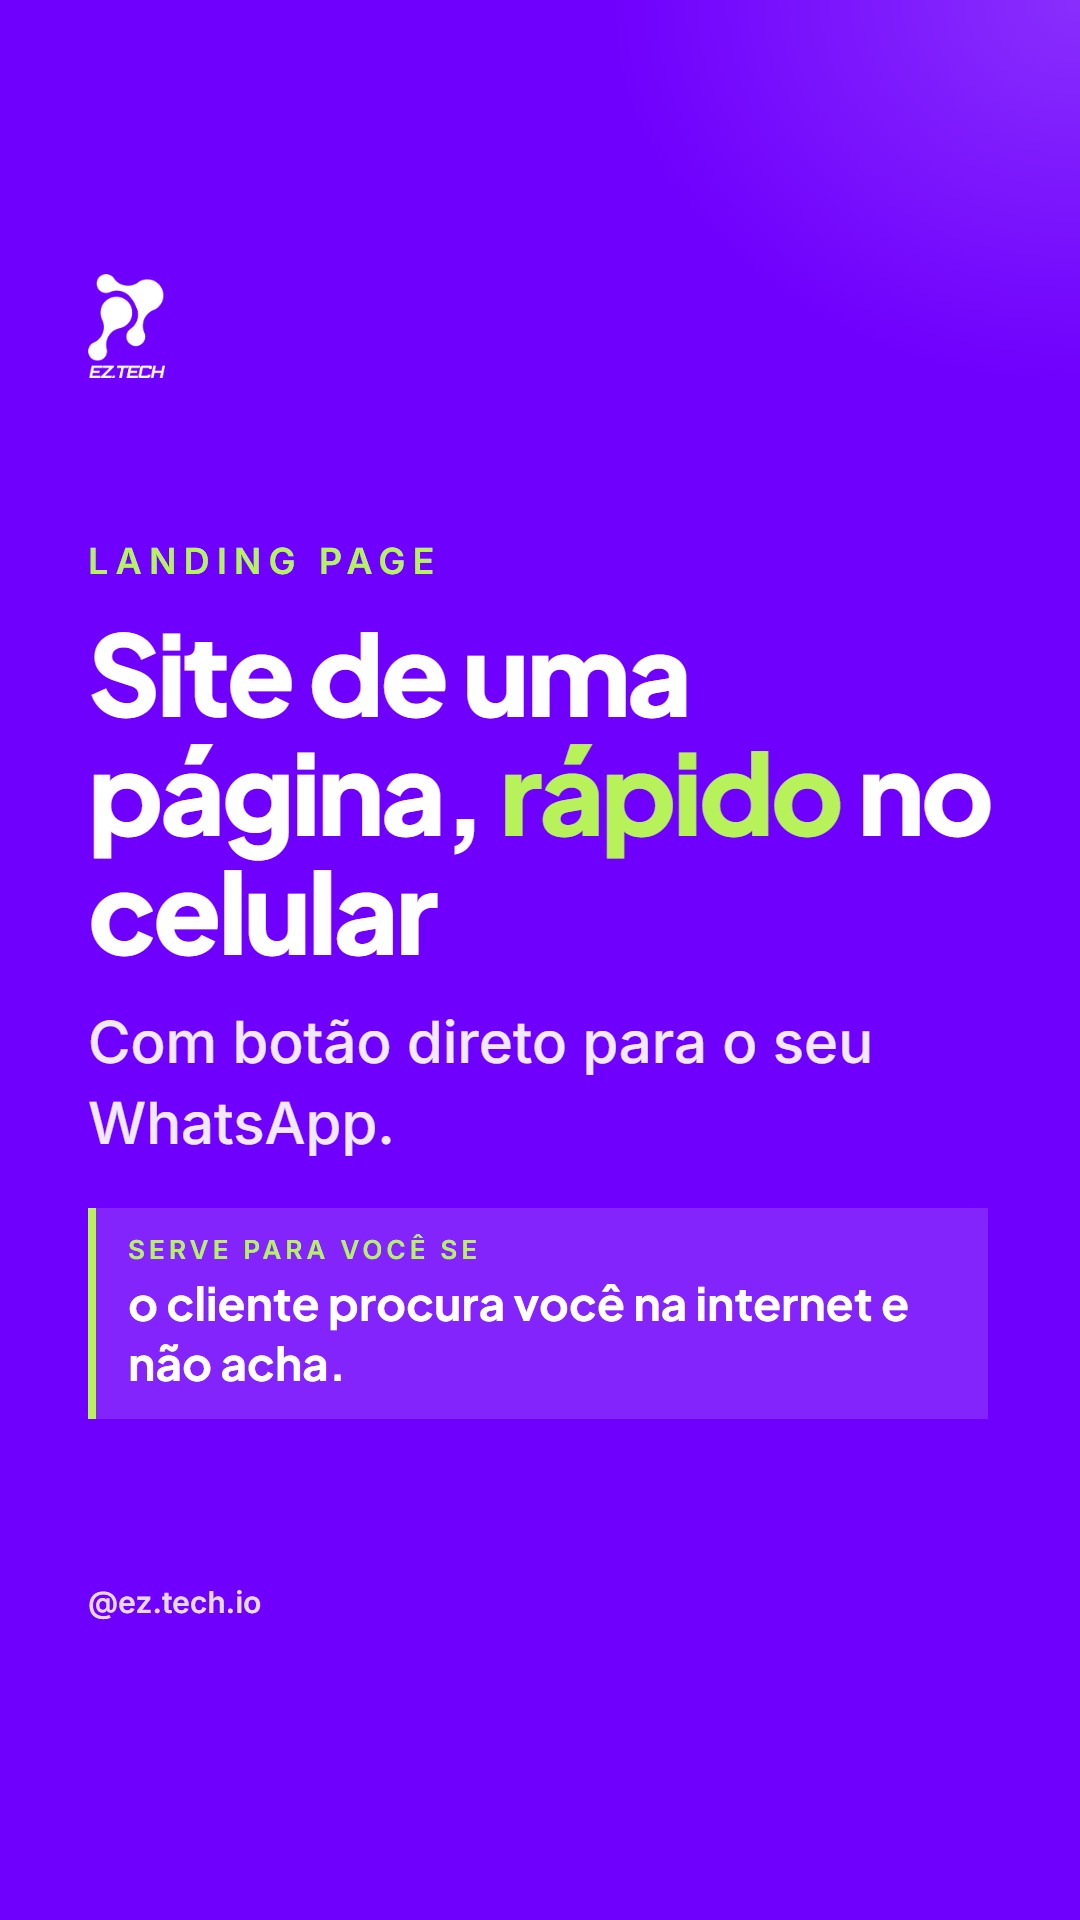 EZ.TECH
LANDING PAGE
Site de uma
página, rápido no
celular
Com botão direto para o seu
WhatsApp.
SERVE PARA VOCÊ SE
o cliente procura você na internet e
não acha.
@ez.tech.io